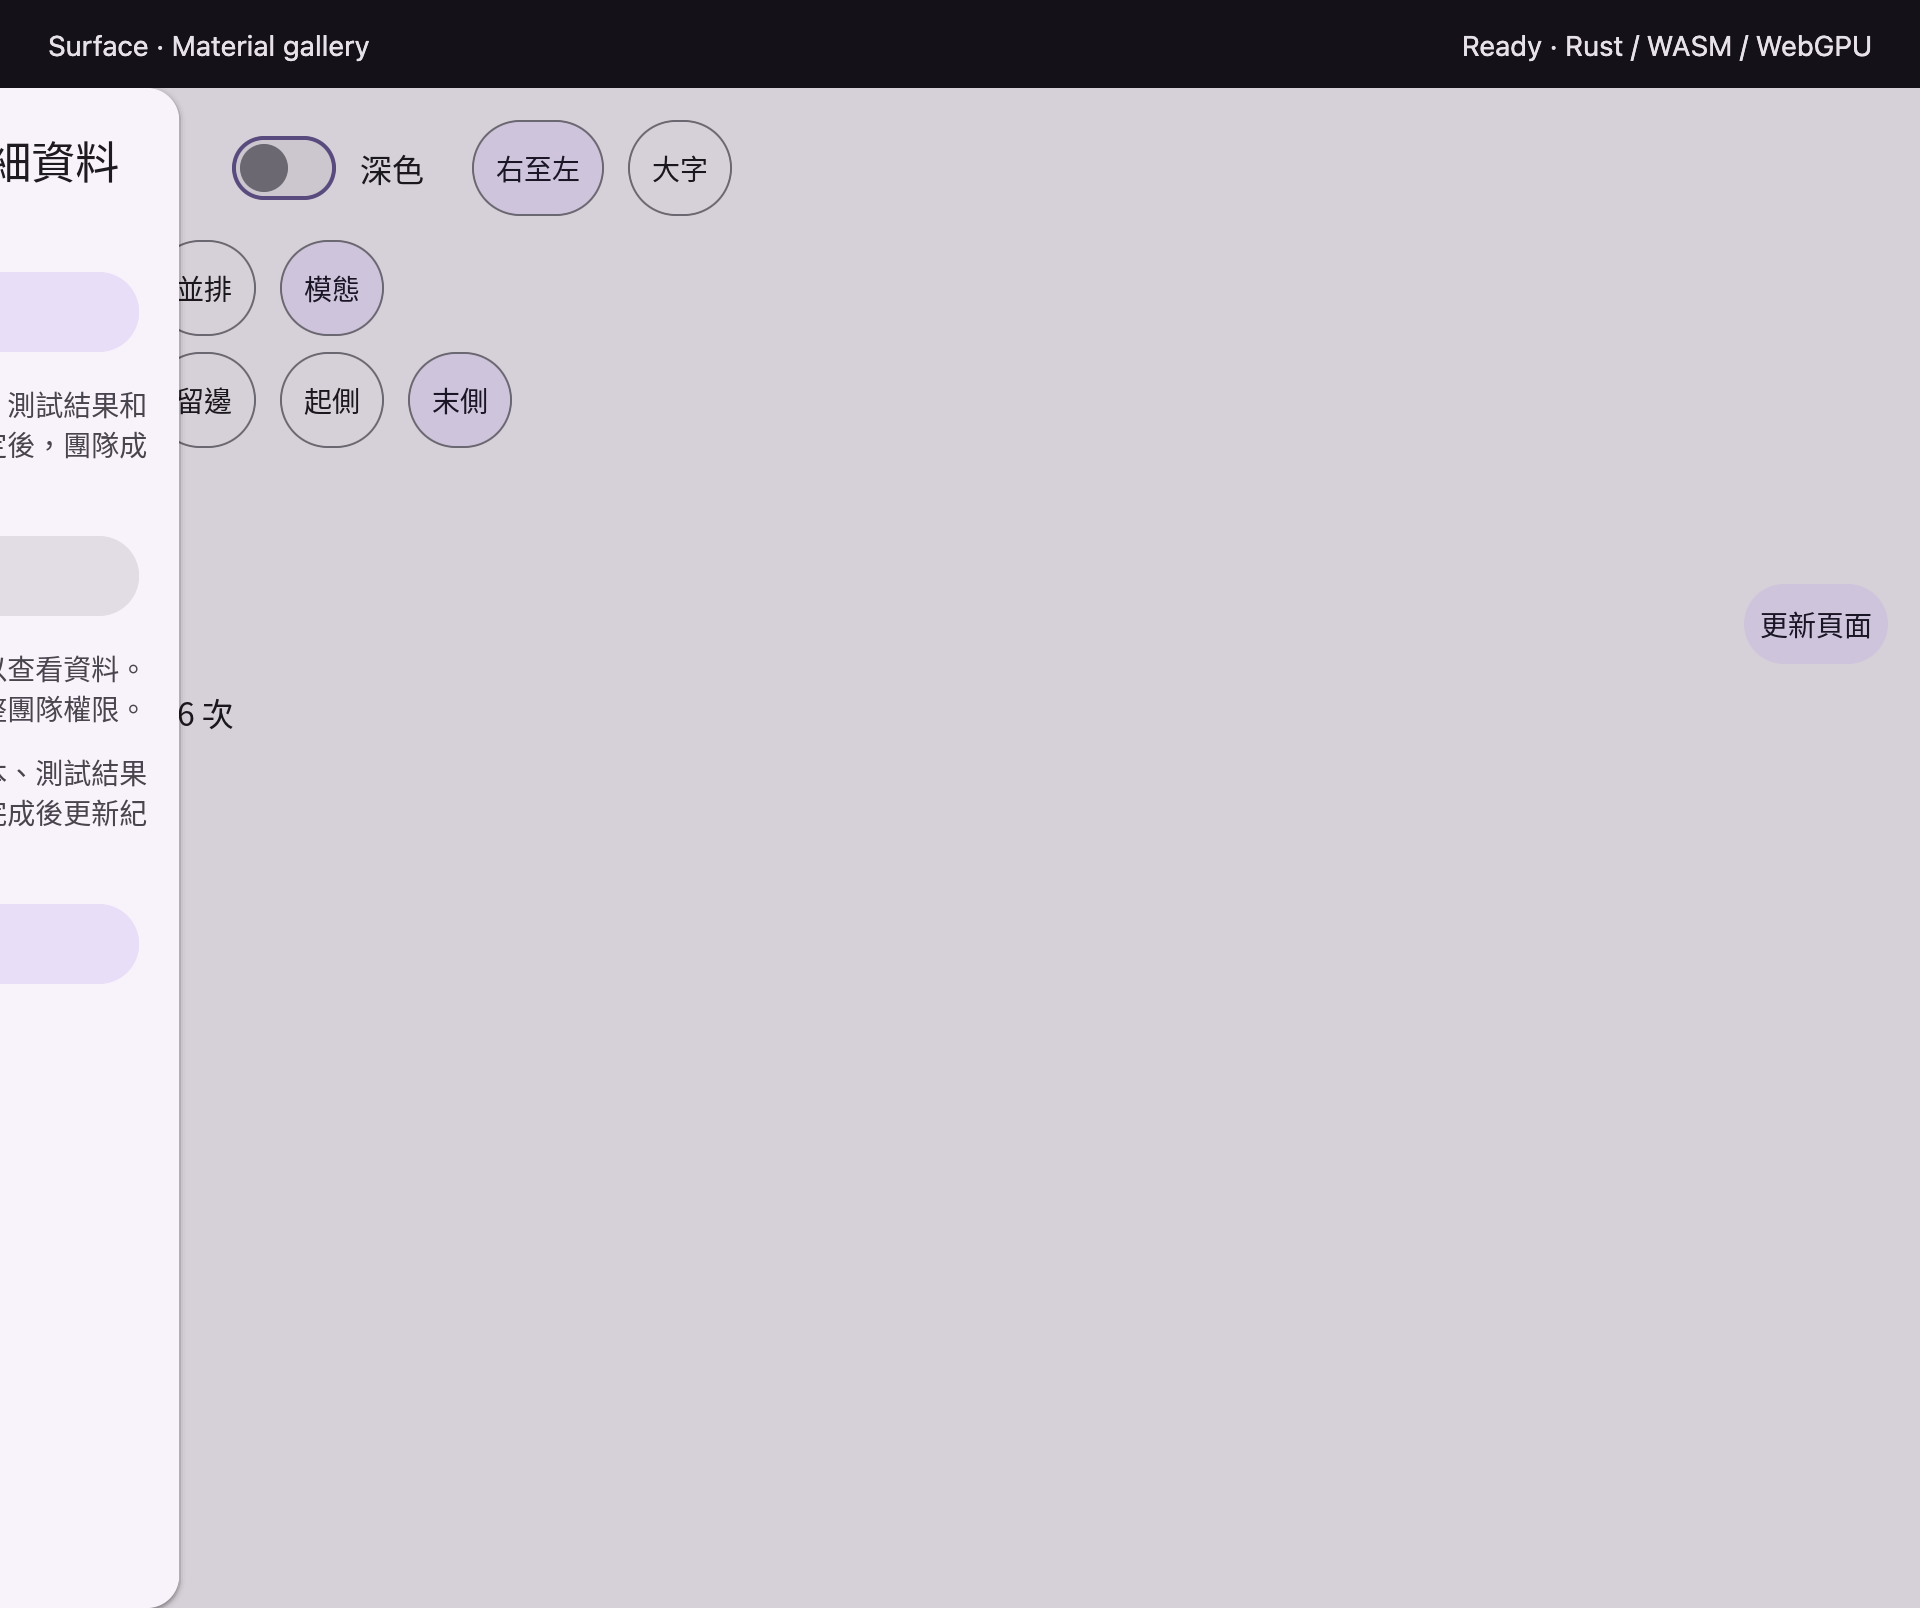 Surface · Material gallery
Ready · Rust / WASM / WebGPU
細資料
深色
右至左
大字
並排
模態
留邊
起側
末側
測試結果和
後，團隊成
更新頁面
查看資料。
團隊權限。
6 次
、測試結果
成後更新紀